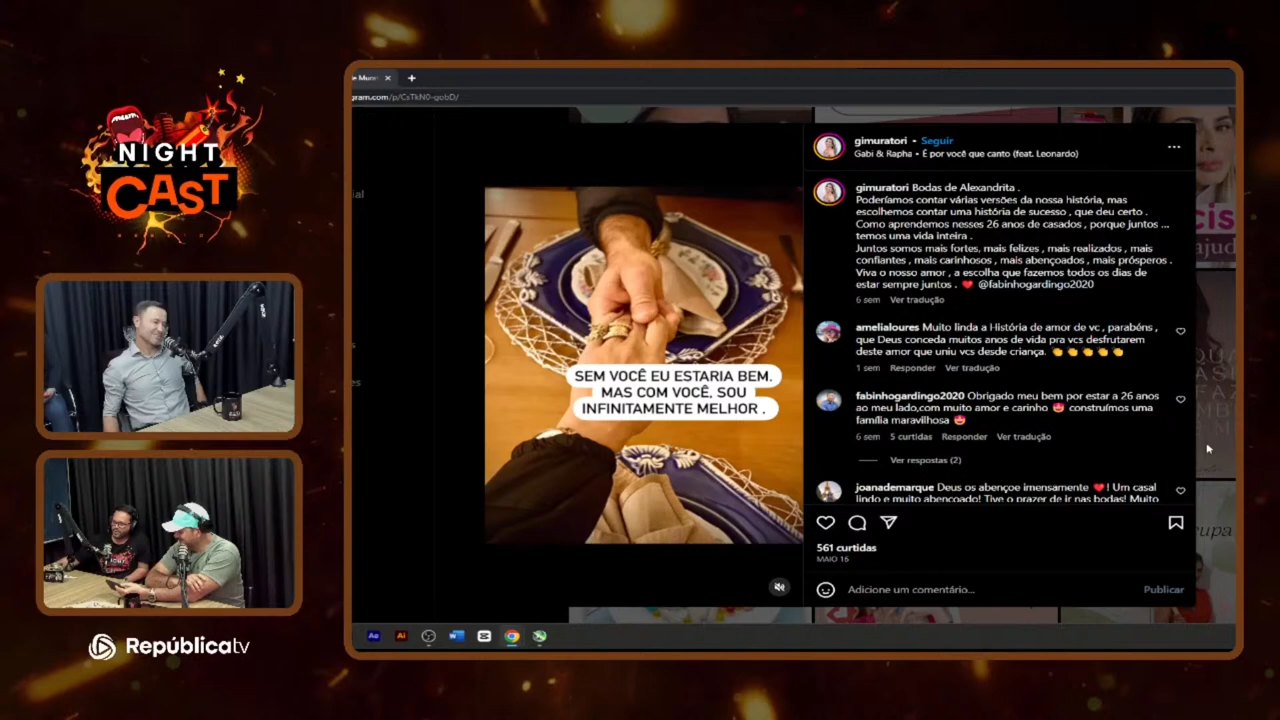 NIGHT
CAST
Repúblicatv
gram.com/p/CsTkN0-gobD/
gimuratori • Seguir
Gabi & Rapha • É por você que canto (feat. Leonardo)
gimuratori Bodas de Alexandrita .
Poderíamos contar várias versões da nossa história, mas
escolhemos contar uma história de sucesso , que deu certo .
Como aprendemos nesses 26 anos de casados , porque juntos ...
temos uma vida inteira .
Juntos somos mais fortes, mais felizes , mais realizados , mais
confiantes , mais carinhosos , mais abençoados , mais prósperos .
Viva o nosso amor , a escolha que fazemos todos os dias de
estar sempre juntos . ❤️ @fabinhogardingo2020
6 sem Ver tradução
amelialoures Muito linda a História de amor de vc , parabéns ,
que Deus conceda muitos anos de vida pra vcs desfrutarem
deste amor que uniu vcs desde criança. 👏 👏 👏 👏 👏
1 sem Responder Ver tradução
fabinhogardingo2020 Obrigado meu bem por estar a 26 anos
ao meu lado,com muito amor e carinho 😍 construímos uma
família maravilhosa 😍
6 sem 5 curtidas Responder Ver tradução
Ver respostas (2)
joanademarque Deus os abençoe imensamente ❤️! Um casal
lindo e muito abençoado! Tive o prazer de ir nas bodas! Muito
561 curtidas
MAIO 16
Adicione um comentário...
Publicar
SEM VOCÊ EU ESTARIA BEM.
MAS COM VOCÊ, SOU
INFINITAMENTE MELHOR .
Ae
Ai